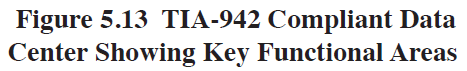 Figure 5.13 TIA-942 Compliant Data
Center Showing Key Functional Areas